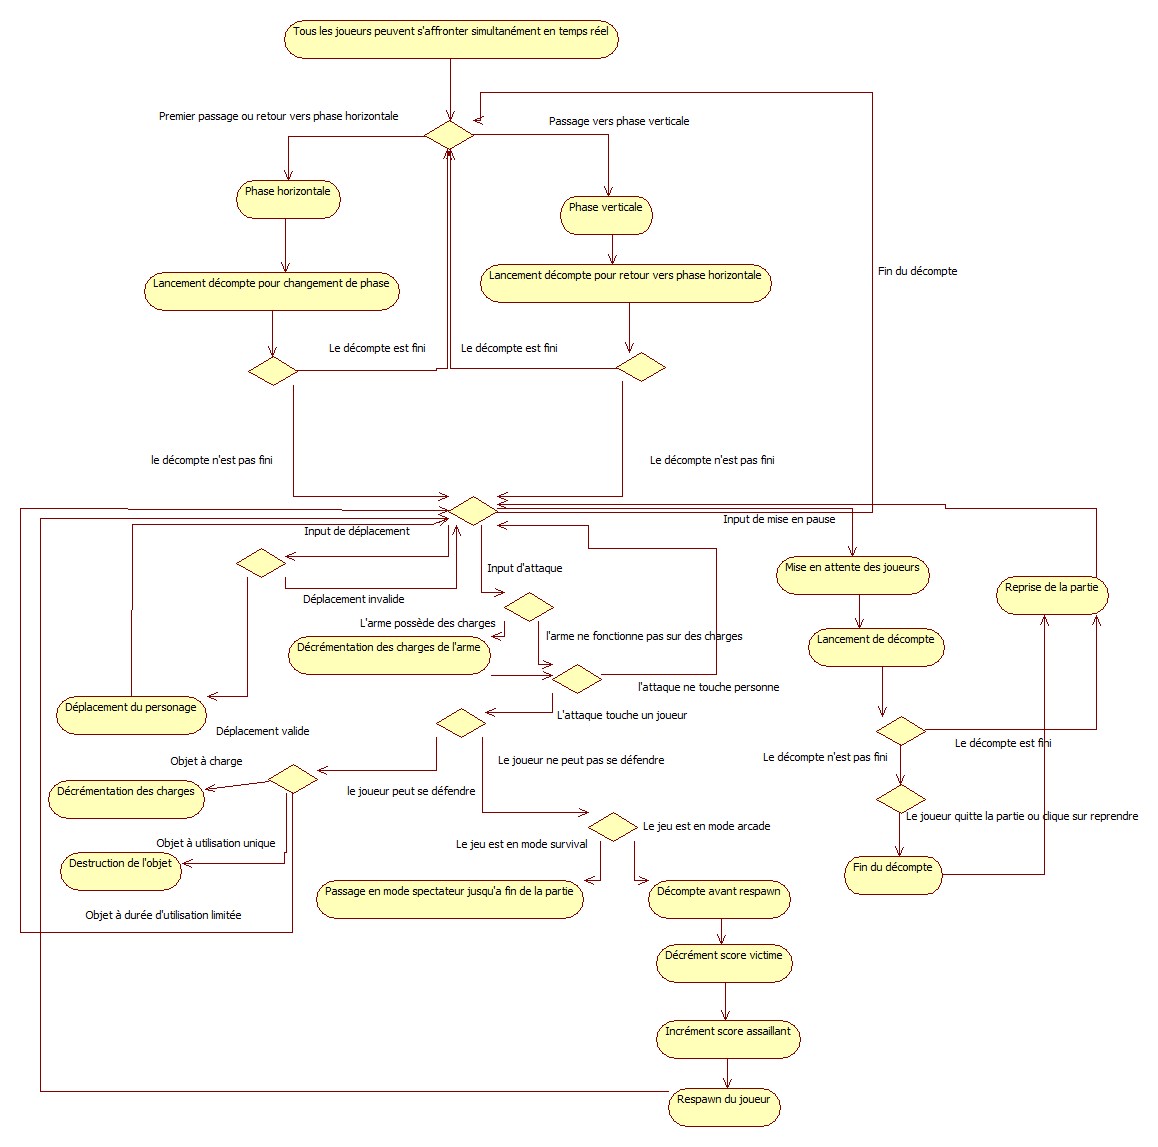 Tous les joueurs peuvent s'affronter simultanément en temps réel
Premier passage ou retour vers phase horizontale
Passage vers phase verticale
Phase horizontale
Phase verticale
Lancement décompte pour changement de phase
Lancement décompte pour retour vers phase horizontale
Fin du décompte
Le décompte est fini
Le décompte est fini
le décompte n'est pas fini
Le décompte n'est pas fini
Input de déplacement
Input de mise en pause
Input d'attaque
Mise en attente des joueurs
Reprise de la partie
Déplacement invalide
L'arme possède des charges
l'arme ne fonctionne pas sur des charges
Décrémentation des charges de l'arme
Lancement de décompte
l'attaque ne touche personne
Déplacement du personage
L'attaque touche un joueur
Déplacement valide
Le décompte est fini
Le décompte n'est pas fini
Objet à charge
Le joueur ne peut pas se défendre
Décrémentation des charges
le joueur peut se défendre
Le joueur quitte la partie ou clique sur reprendre
Le jeu est en mode arcade
Objet à utilisation unique
Le jeu est en mode survival
Destruction de l'objet
Fin du décompte
Passage en mode spectateur jusqu'a fin de la partie
Décompte avant respawn
Objet à durée d'utilisation limitée
Décrément score victime
Incrément score assaillant
Respawn du joueur